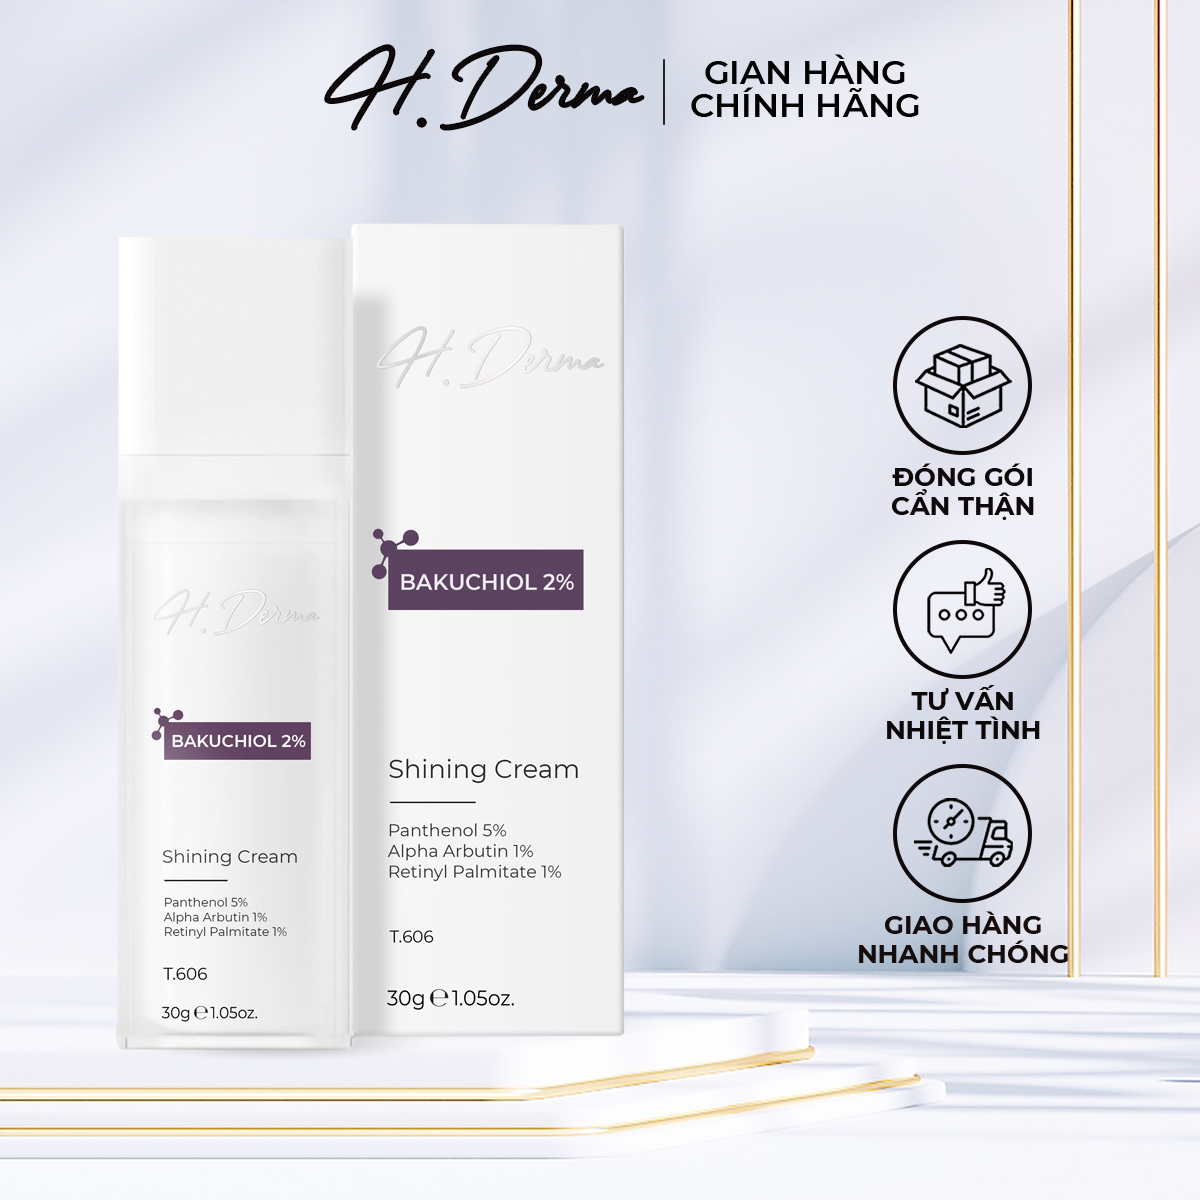 H. Derma
GIAN HÀNG
CHÍNH HÃNG
H. Derma
BAKUCHIOL 2%
Shining Cream
Panthenol 5%
Alpha Arbutin 1%
Retinyl Palmitate 1%
T.606
30g ℮ 1.05oz.
H. Derma
BAKUCHIOL 2%
Shining Cream
Panthenol 5%
Alpha Arbutin 1%
Retinyl Palmitate 1%
T.606
30g ℮ 1.05oz.
ĐÓNG GÓI
CẨN THẬN
TƯ VẤN
NHIỆT TÌNH
GIAO HÀNG
NHANH CHÓNG